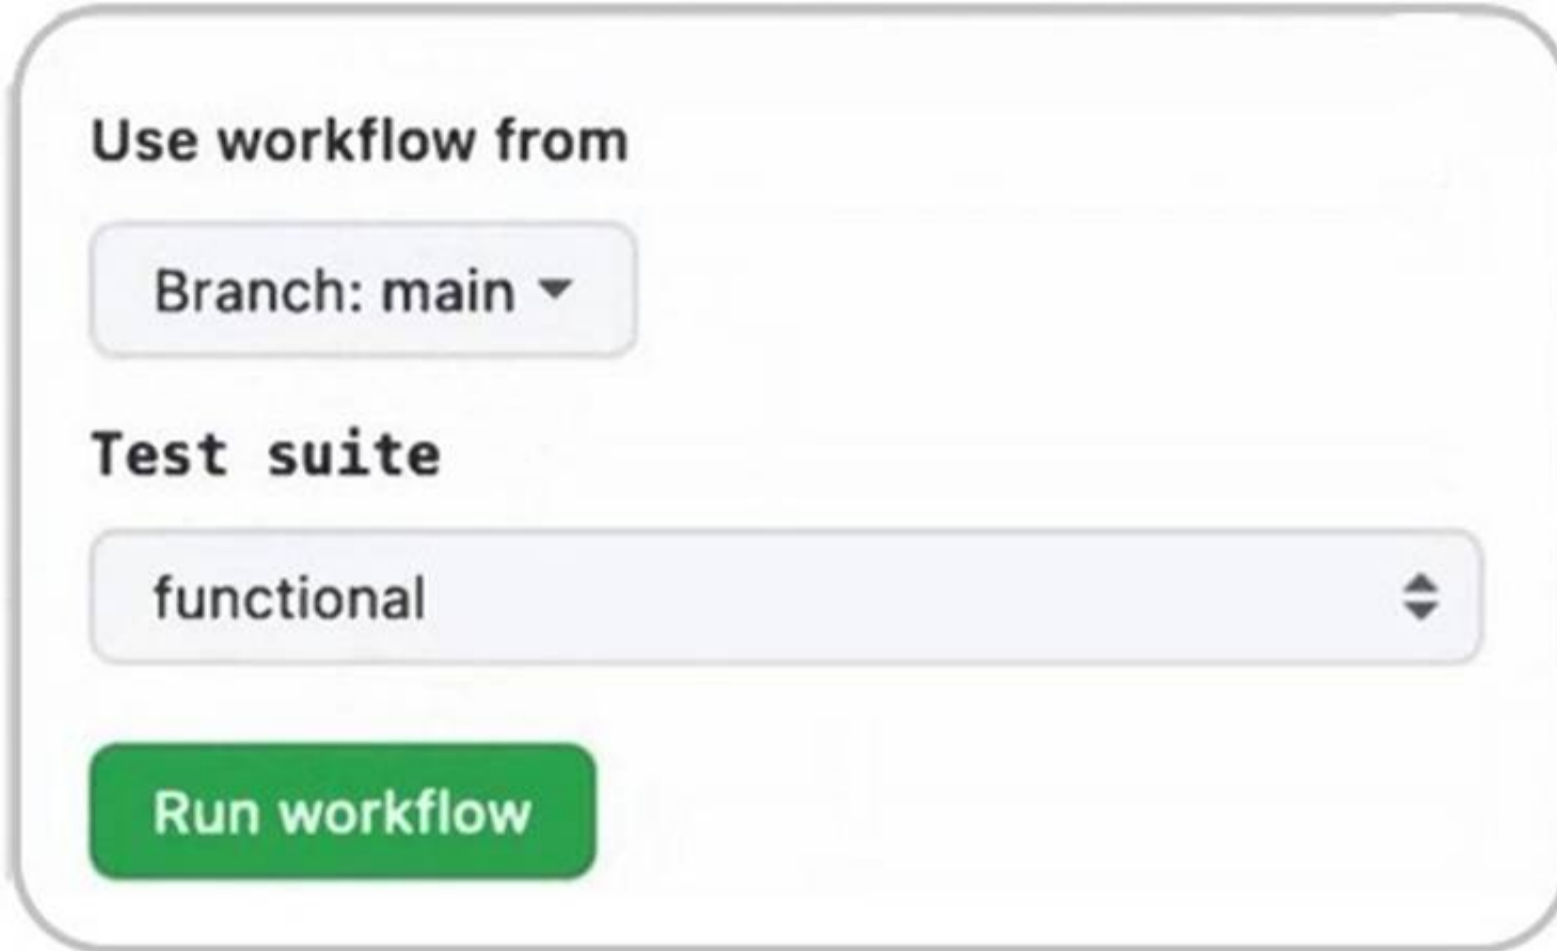 Use workflow from
Branch: main
Test suite
functional
Run workflow